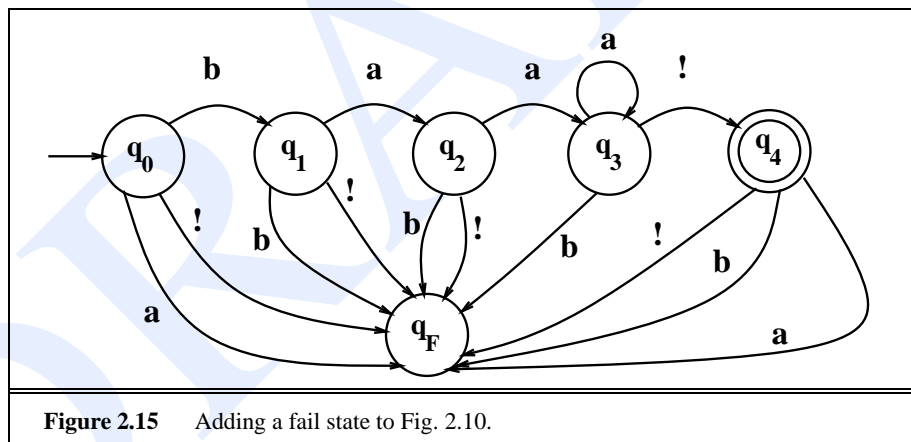 a
b a a !
q0 q1 q2 q3 q4
! ! b ! b ! b
b
a a
qF
Figure 2.15 Adding a fail state to Fig. 2.10.